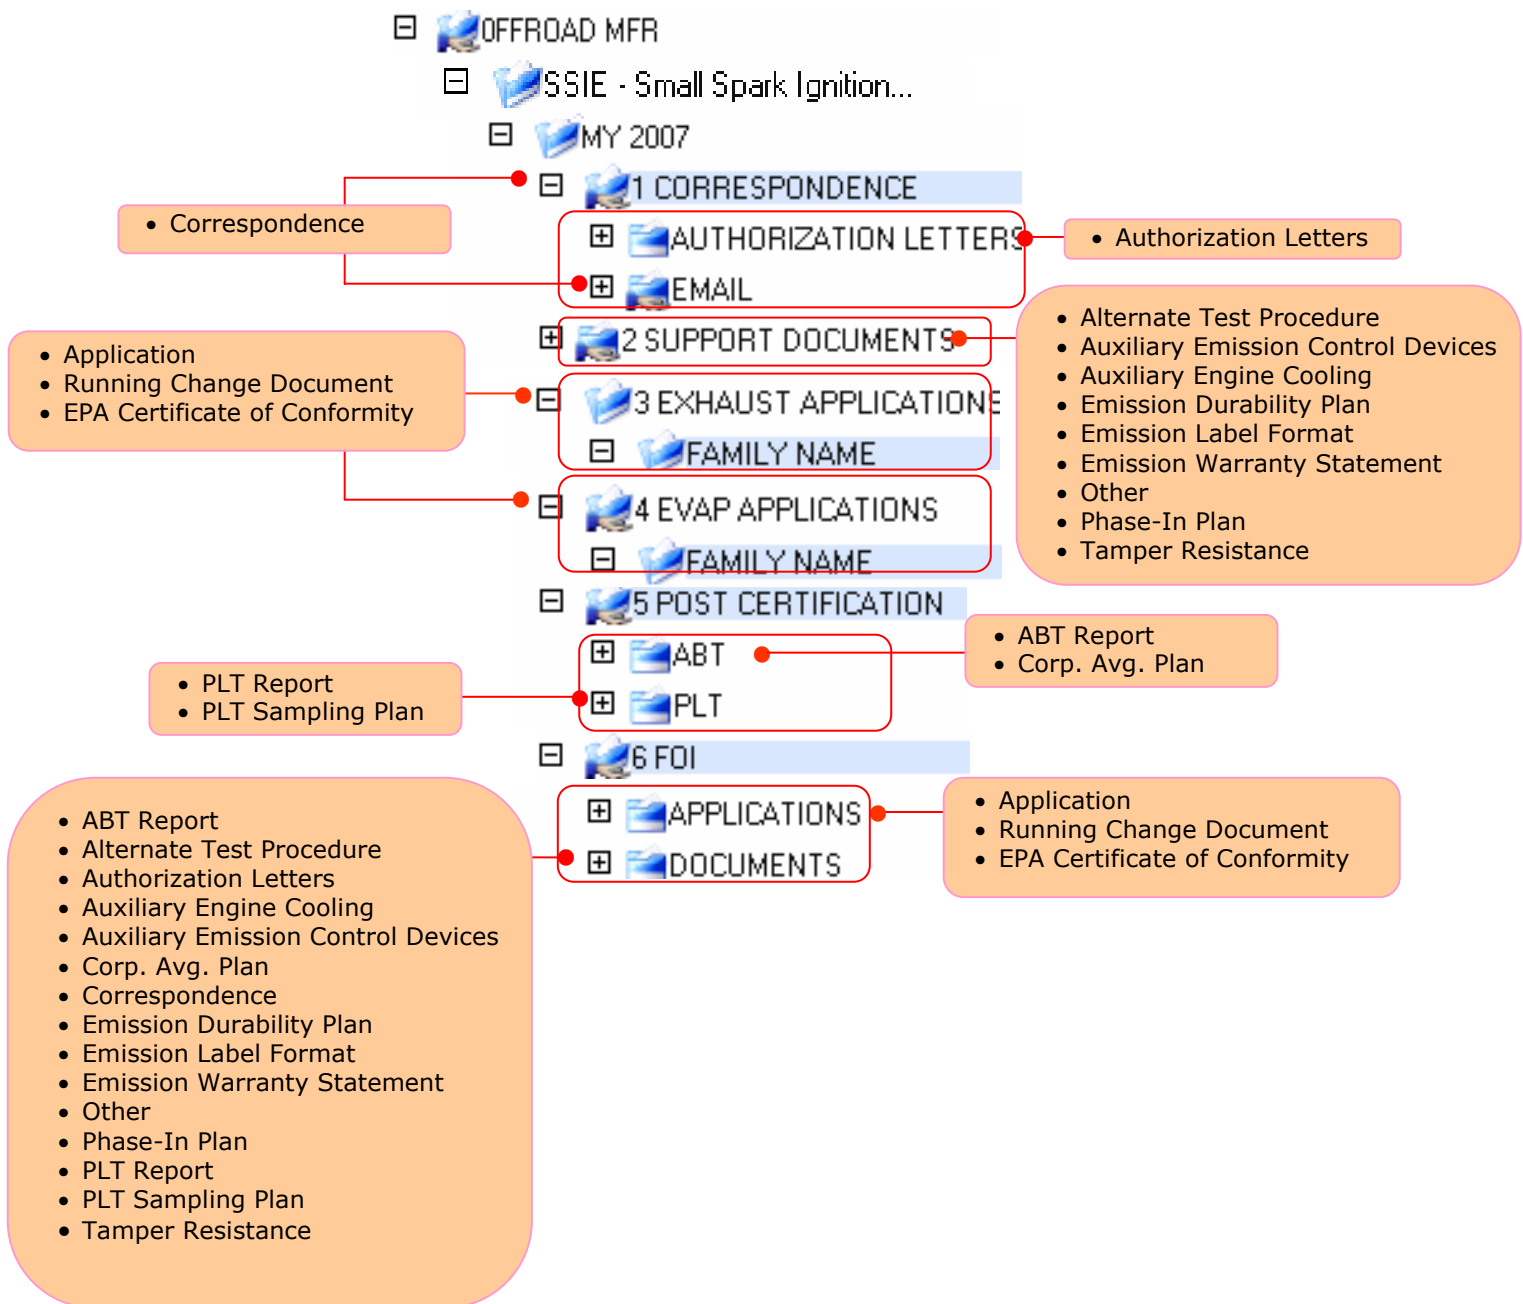 OFFROAD MFR
SSIE - Small Spark Ignition...
MY 2007
1 CORRESPONDENCE
• Correspondence
AUTHORIZATION LETTERS
• Authorization Letters
EMAIL
2 SUPPORT DOCUMENTS
• Alternate Test Procedure
• Auxiliary Emission Control Devices
• Auxiliary Engine Cooling
• Emission Durability Plan
• Emission Label Format
• Emission Warranty Statement
• Other
• Phase-In Plan
• Tamper Resistance
• Application
• Running Change Document
• EPA Certificate of Conformity
3 EXHAUST APPLICATIONS
FAMILY NAME
4 EVAP APPLICATIONS
FAMILY NAME
5 POST CERTIFICATION
ABT
• ABT Report
• Corp. Avg. Plan
• PLT Report
• PLT Sampling Plan
PLT
6 FOI
APPLICATIONS
• Application
• Running Change Document
• EPA Certificate of Conformity
DOCUMENTS
• ABT Report
• Alternate Test Procedure
• Authorization Letters
• Auxiliary Engine Cooling
• Auxiliary Emission Control Devices
• Corp. Avg. Plan
• Correspondence
• Emission Durability Plan
• Emission Label Format
• Emission Warranty Statement
• Other
• Phase-In Plan
• PLT Report
• PLT Sampling Plan
• Tamper Resistance